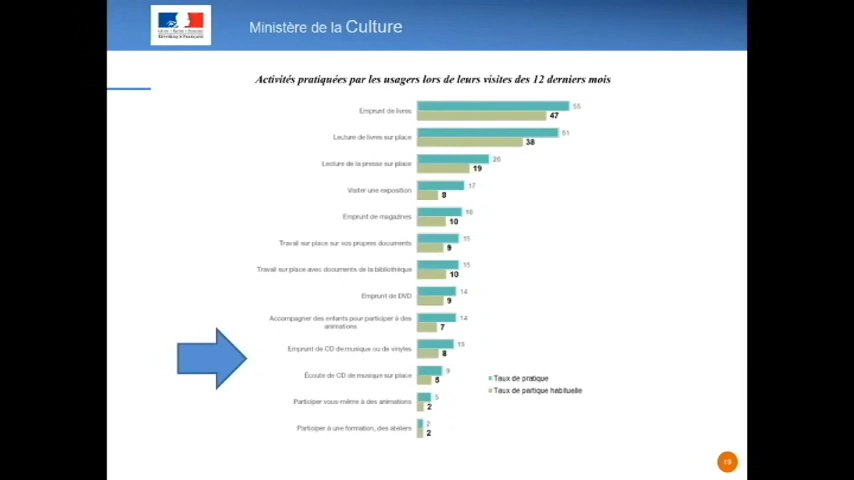 Ministère de la Culture
RÉPUBLIQUE FRANÇAISE
Activités pratiquées par les usagers lors de leurs visites des 12 derniers mois
Emprunt de livres 55
47
Lecture de livres sur place 51
38
Lecture de la presse sur place 26
19
Visiter une exposition 17
8
Emprunt de magazines 16
10
Travail sur place sur vos propres documents 15
9
Travail sur place avec documents de la bibliothèque 15
10
Emprunt de DVD 14
9
Accompagner des enfants pour participer à des 14
animations 7
Emprunt de CD de musique ou de vinyles 13
8
Écoute de CD de musique sur place 9
5
Taux de pratique
Taux de partique habituelle
Participer vous-même à des animations 5
2
Participer à une formation, des ateliers 2
2
19